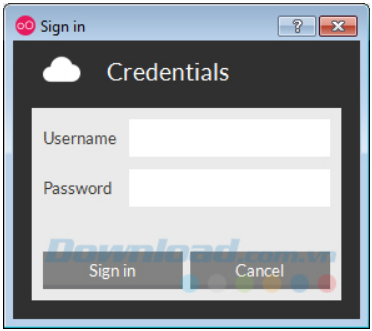 Sign in
Credentials
Username
Password
Download.com.vn
Sign in
Cancel